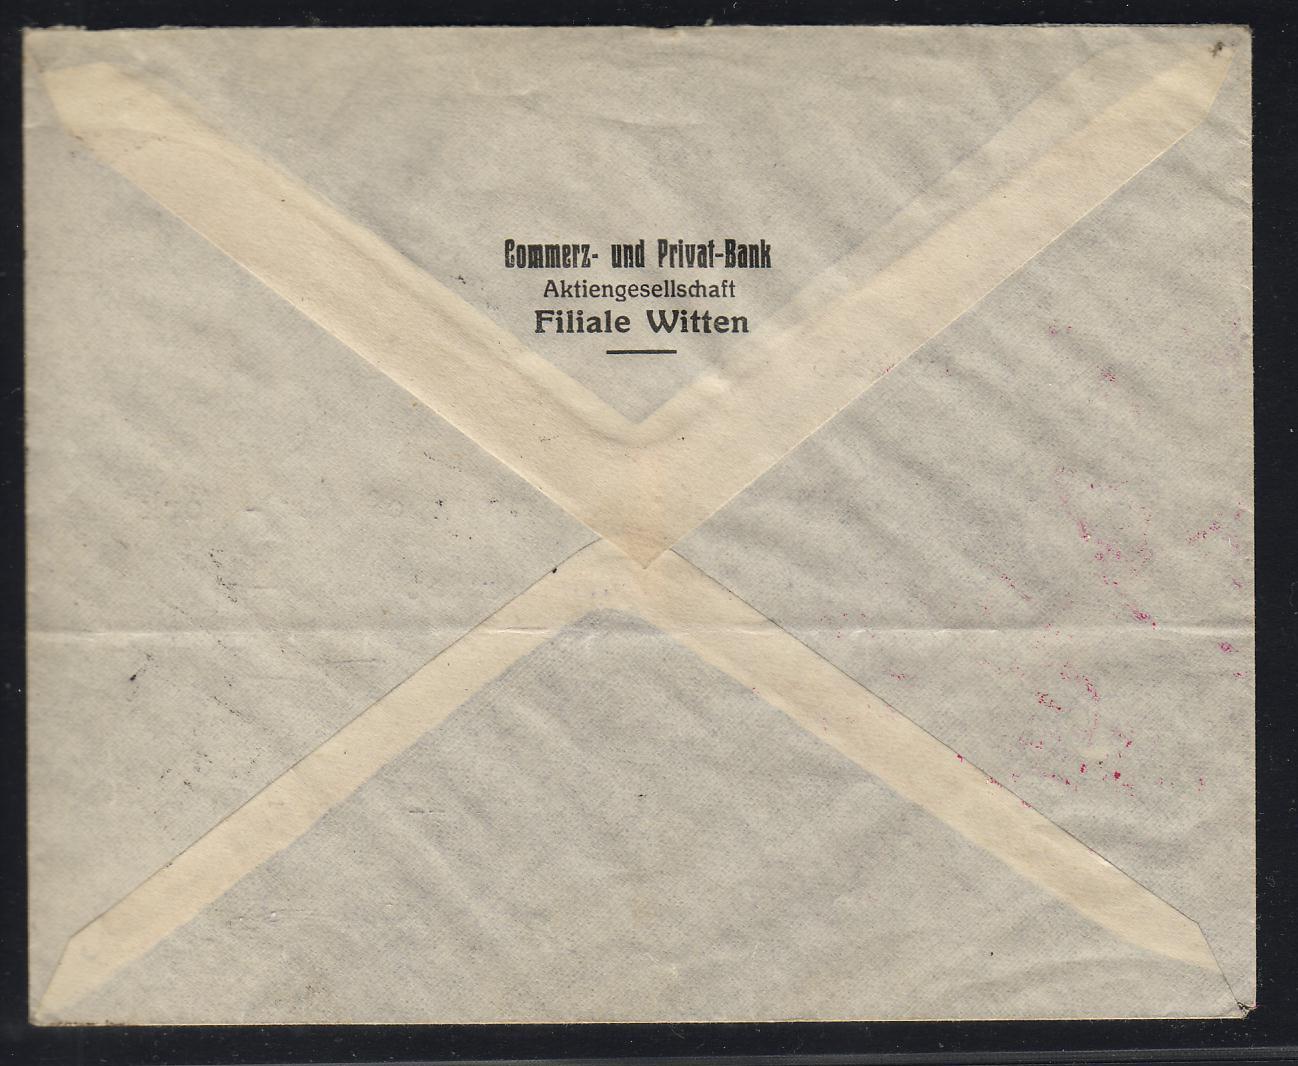 Commerz- und Privat-Bank
Aktiengesellschaft
Filiale Witten